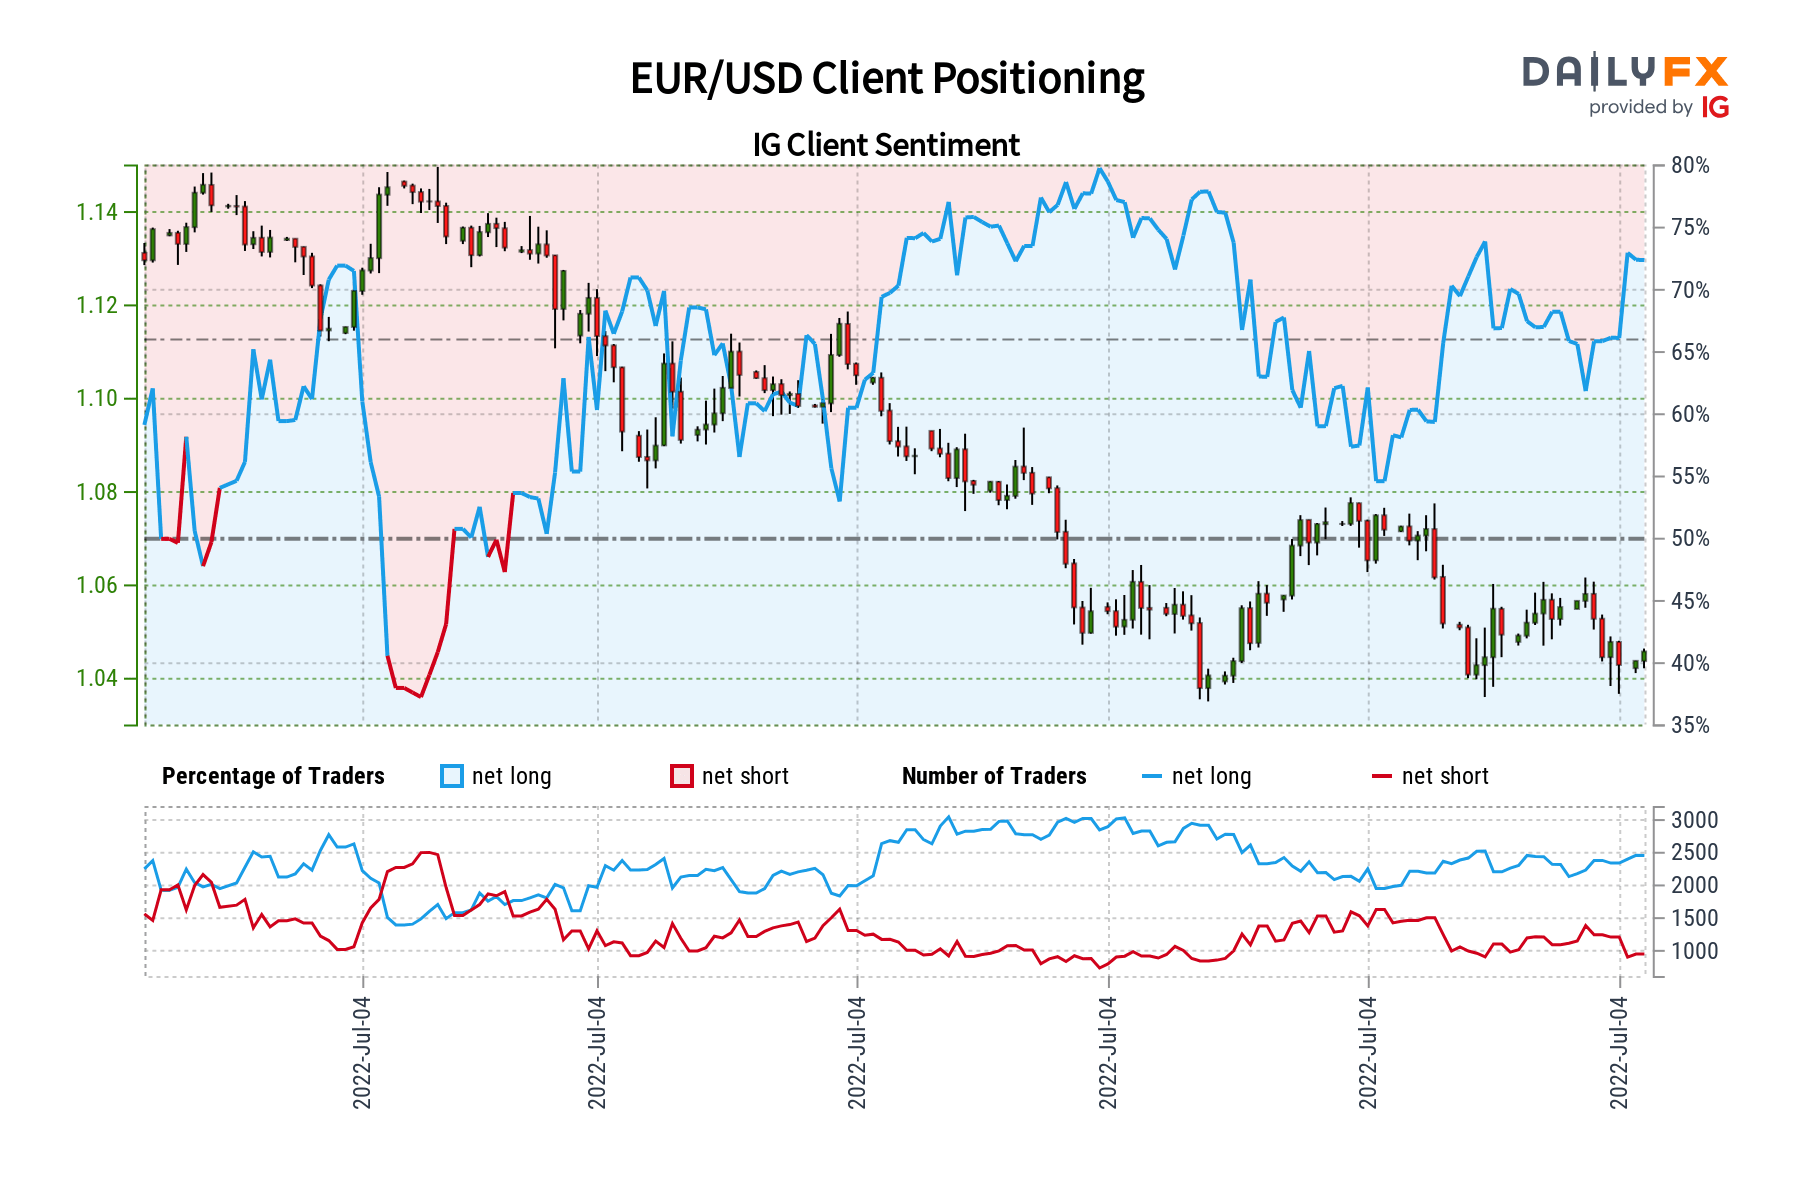 EUR/USD Client Positioning
DAILYFX
provided by IG
IG Client Sentiment
1.14
1.12
1.10
1.08
1.06
1.04
80%
75%
70%
65%
60%
55%
50%
45%
40%
35%
Percentage of Traders net long net short Number of Traders net long net short
3000
2500
2000
1500
1000
2022-Jul-04
2022-Jul-04
2022-Jul-04
2022-Jul-04
2022-Jul-04
2022-Jul-04